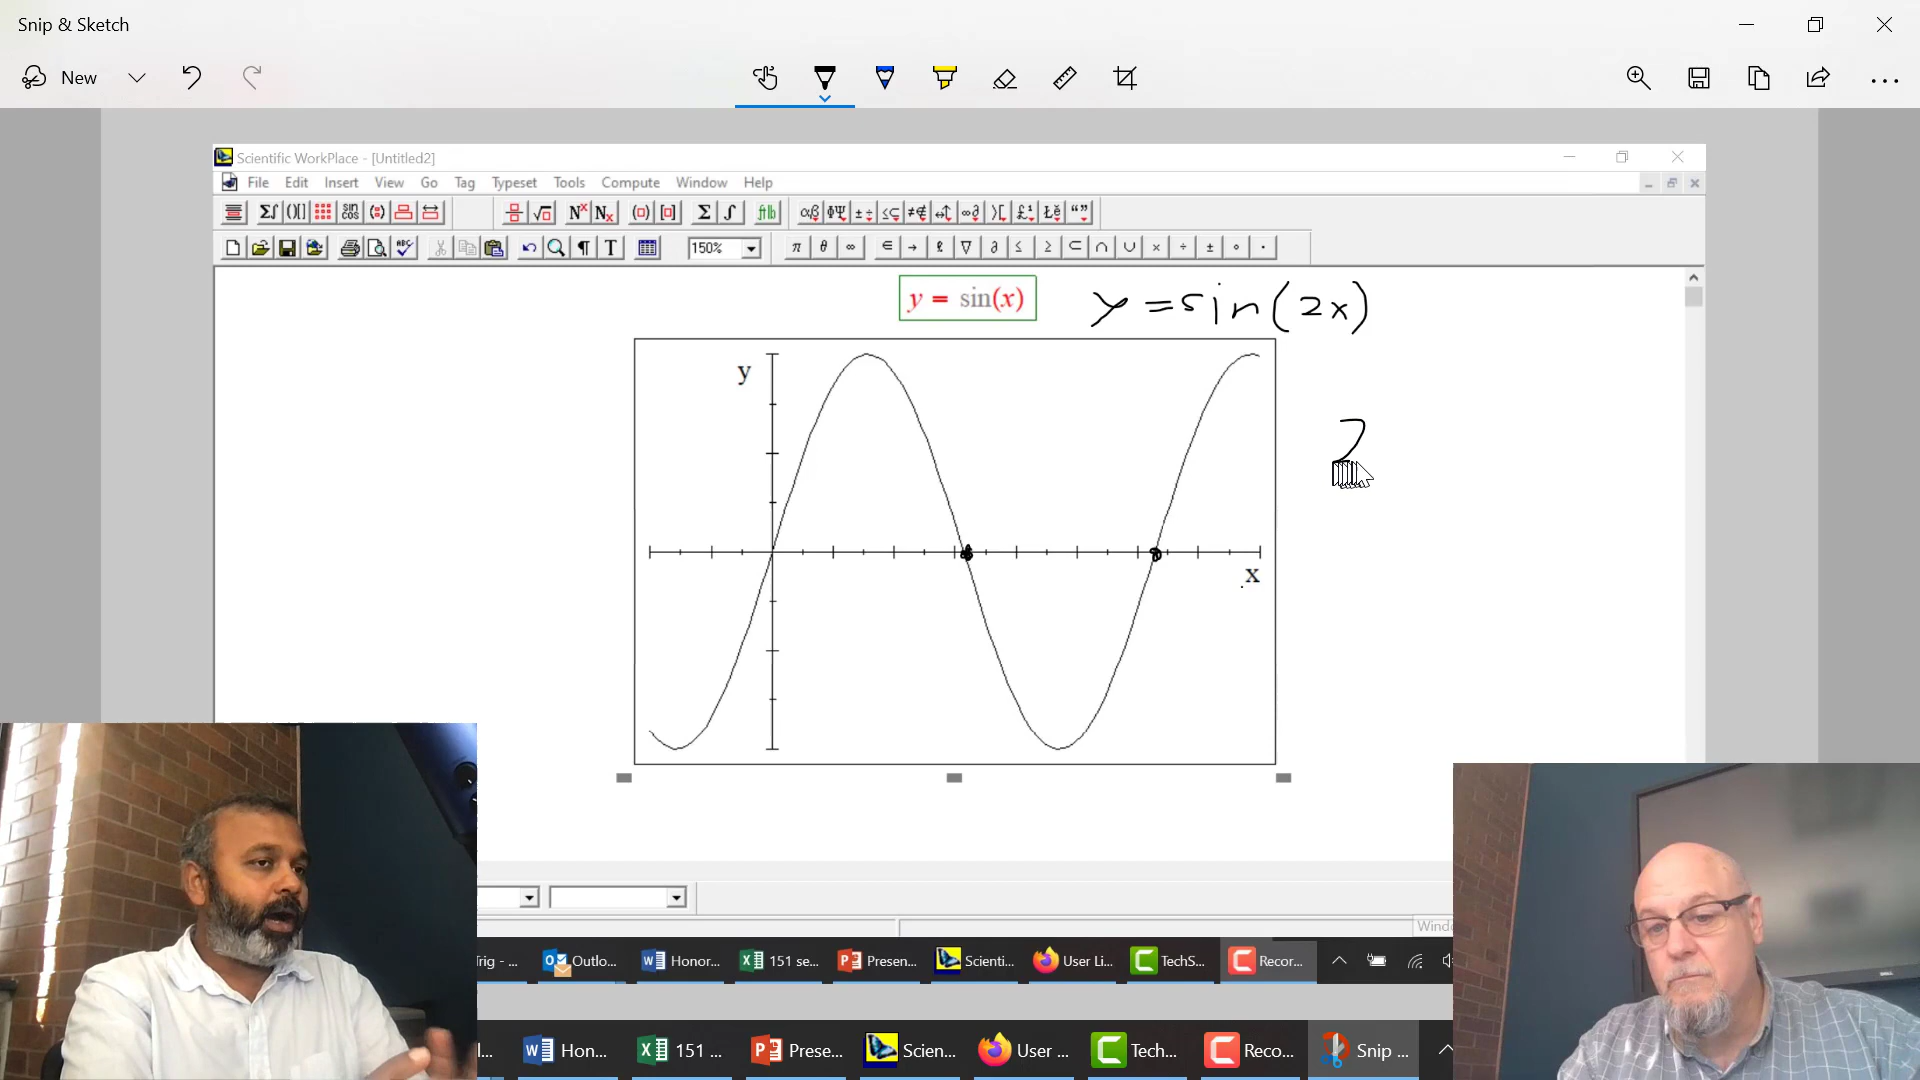 Snip & Sketch
New
Scientific WorkPlace - [Untitled2]
File Edit Insert View Go Tag Typeset Tools Compute Window Help
150%
y = sin(x)
y = sin(2x)
y
2
x
Windo
rig - ... Outlo... Honor... 151 se... Presen... Scienti... User Li... TechS... Recor...
l... Hon... 151 ... Prese... Scien... User ... Tech... Reco... Snip ...